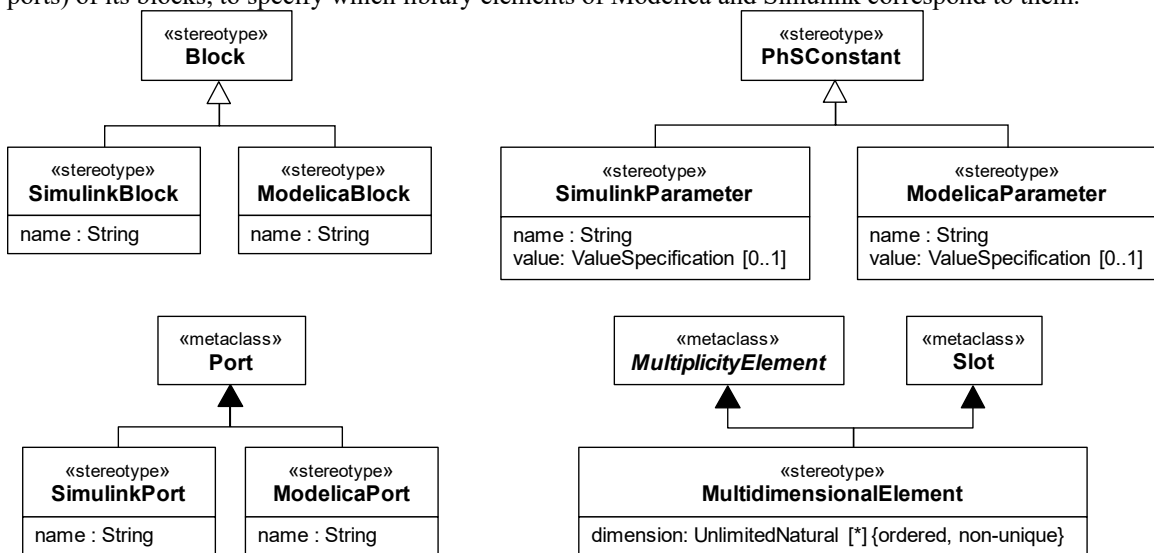 ports) of its blocks, to specify which library elements of Modelica and Simulink correspond to them.
«stereotype»
Block
«stereotype»
SimulinkBlock
name : String
«stereotype»
ModelicaBlock
name : String
«stereotype»
PhSConstant
«stereotype»
SimulinkParameter
name : String
value: ValueSpecification [0..1]
«stereotype»
ModelicaParameter
name : String
value: ValueSpecification [0..1]
«metaclass»
Port
«stereotype»
SimulinkPort
name : String
«stereotype»
ModelicaPort
name : String
«metaclass»
MultiplicityElement
«metaclass»
Slot
«stereotype»
MultidimensionalElement
dimension: UnlimitedNatural [*] {ordered, non-unique}